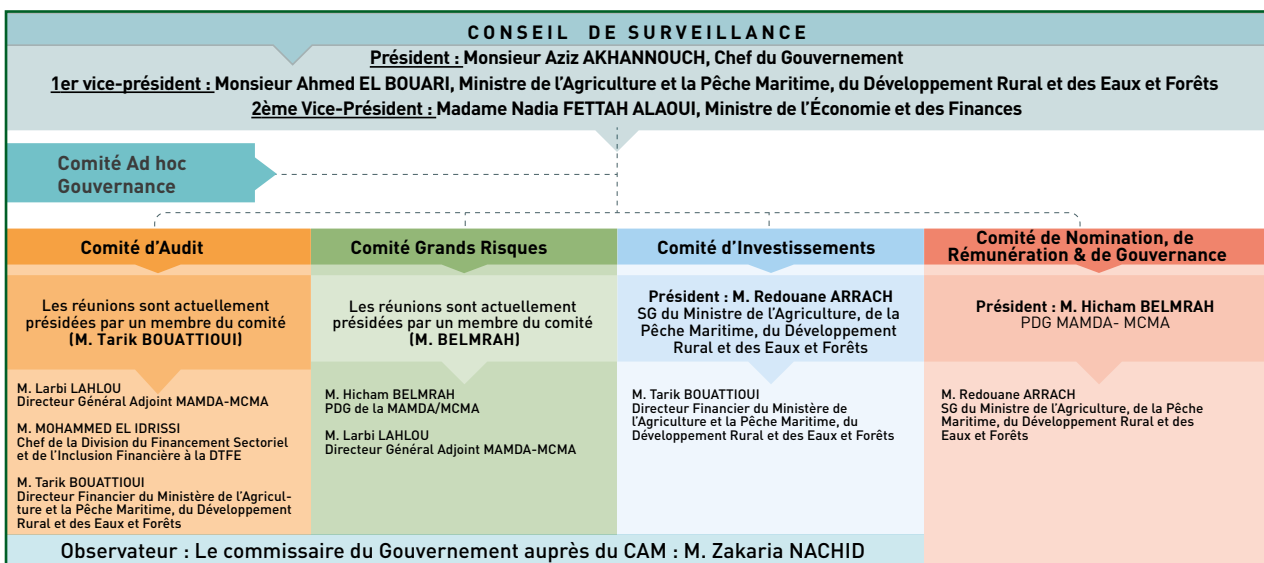 CONSEIL DE SURVEILLANCE
Président : Monsieur Aziz AKHANNOUCH, Chef du Gouvernement
1er vice-président : Monsieur Ahmed EL BOUARI, Ministre de l'Agriculture et la Pêche Maritime, du Développement Rural et des Eaux et Forêts
2ème Vice-Président : Madame Nadia FETTAH ALAOUI, Ministre de l'Économie et des Finances
Comité Ad hoc
Gouvernance
Comité d'Audit
Les réunions sont actuellement
présidées par un membre du comité
(M. Tarik BOUATTIOUI)
M. Larbi LAHLOU
Directeur Général Adjoint MAMDA-MCMA
M. MOHAMMED EL IDRISSI
Chef de la Division du Financement Sectoriel
et de l'Inclusion Financière à la DTFE
M. Tarik BOUATTIOUI
Directeur Financier du Ministère de l'Agricul-
ture et la Pêche Maritime, du Développement
Rural et des Eaux et Forêts
Comité Grands Risques
Les réunions sont actuellement
présidées par un membre du comité
(M. BELMRAH)
M. Hicham BELMRAH
PDG de la MAMDA/MCMA
M. Larbi LAHLOU
Directeur Général Adjoint MAMDA-MCMA
Comité d'Investissements
Président : M. Redouane ARRACH
SG du Ministre de l'Agriculture, de la
Pêche Maritime, du Développement
Rural et des Eaux et Forêts
M. Tarik BOUATTIOUI
Directeur Financier du Ministère de
l'Agriculture et la Pêche Maritime, du
Développement Rural et des Eaux et Forêts
Comité de Nomination, de
Rémunération & de Gouvernance
Président : M. Hicham BELMRAH
PDG MAMDA- MCMA
M. Redouane ARRACH
SG du Ministre de l'Agriculture, de la Pêche
Maritime, du Développement Rural et des
Eaux et Forêts
Observateur : Le commissaire du Gouvernement auprès du CAM : M. Zakaria NACHID